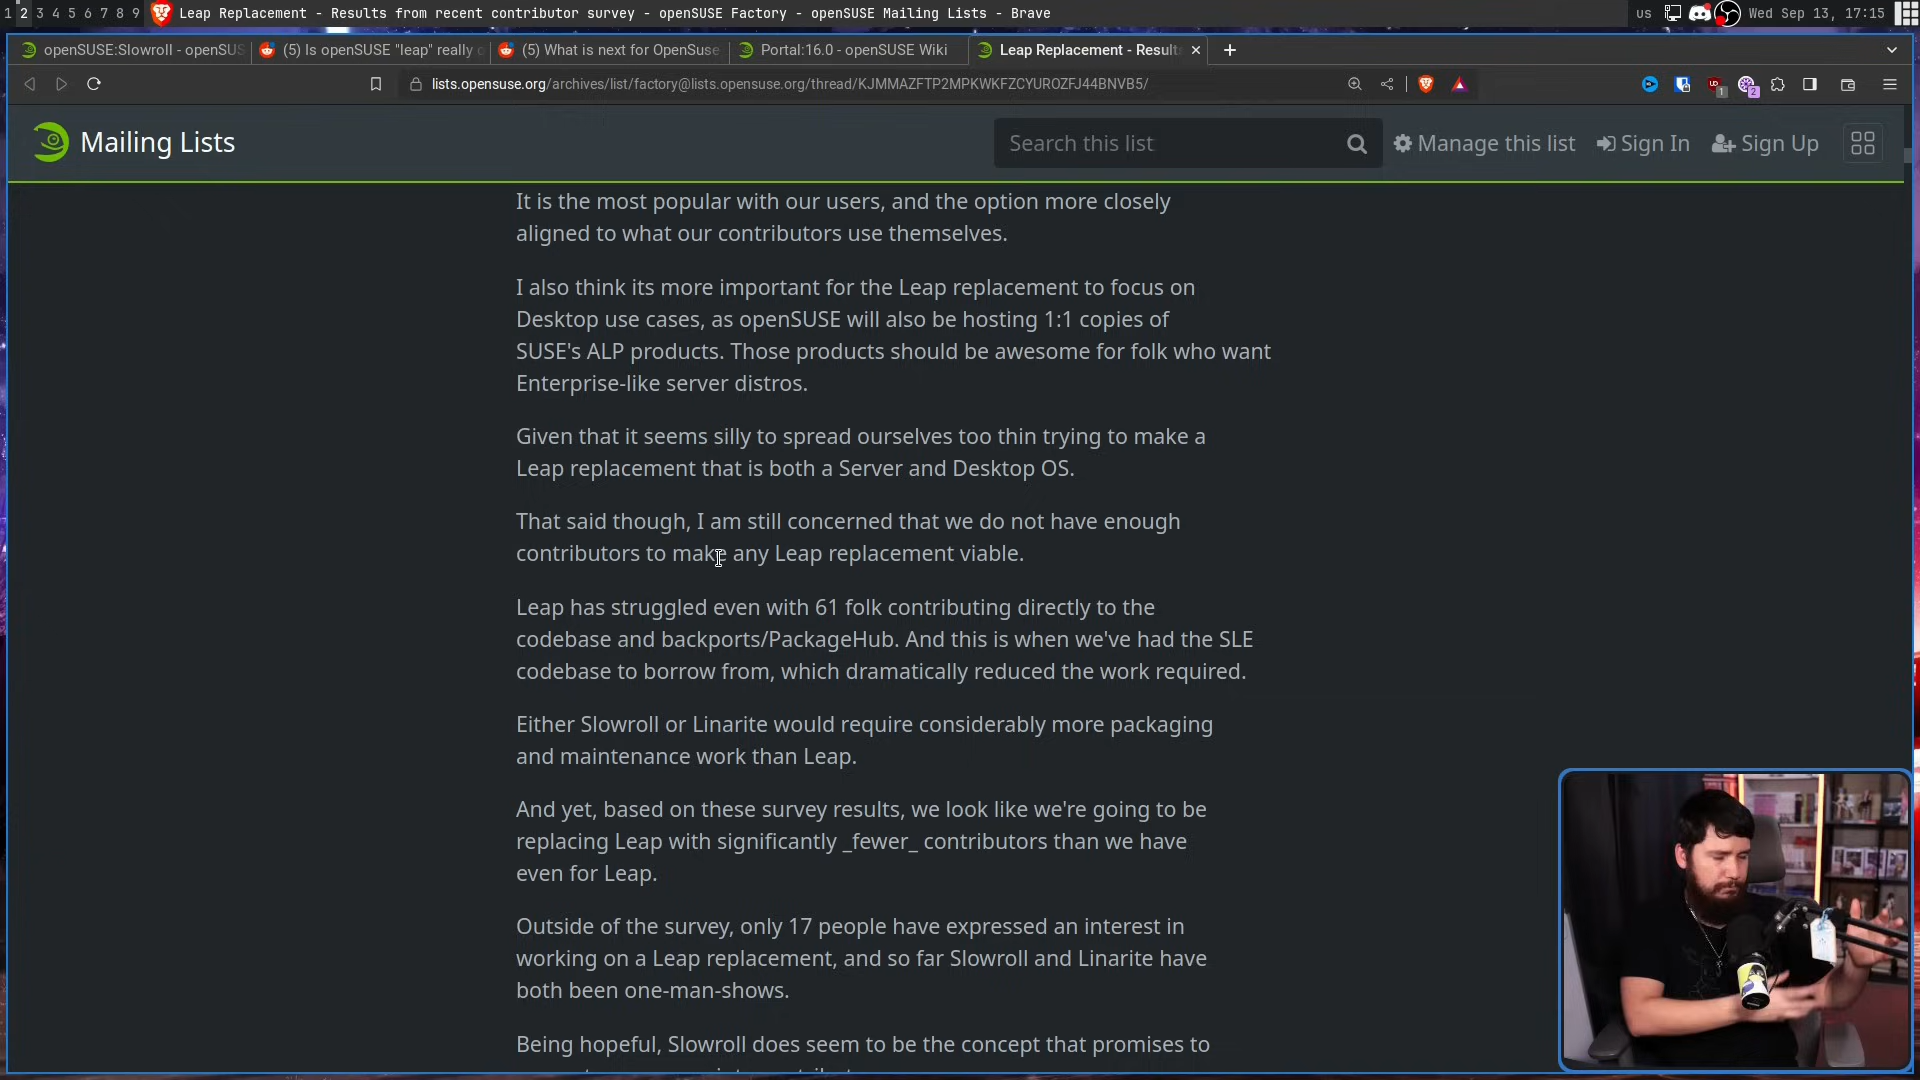 1 2 3 4 5 6 7 8 9 Leap Replacement - Results from recent contributor survey - openSUSE Factory - openSUSE Mailing Lists - Brave us Wed Sep 13, 17:15
openSUSE:Slowroll - openSUS (5) Is openSUSE "leap" really o (5) What is next for OpenSuse Portal:16.0 - openSUSE Wiki Leap Replacement - Results
lists.opensuse.org/archives/list/factory@lists.opensuse.org/thread/KJMMAZFTP2MPKWKFZCYUROZFJ44BNVB5/
Mailing Lists Search this list Manage this list Sign In Sign Up
It is the most popular with our users, and the option more closely
aligned to what our contributors use themselves.
I also think its more important for the Leap replacement to focus on
Desktop use cases, as openSUSE will also be hosting 1:1 copies of
SUSE's ALP products. Those products should be awesome for folk who want
Enterprise-like server distros.
Given that it seems silly to spread ourselves too thin trying to make a
Leap replacement that is both a Server and Desktop OS.
That said though, I am still concerned that we do not have enough
contributors to make any Leap replacement viable.
Leap has struggled even with 61 folk contributing directly to the
codebase and backports/PackageHub. And this is when we've had the SLE
codebase to borrow from, which dramatically reduced the work required.
Either Slowroll or Linarite would require considerably more packaging
and maintenance work than Leap.
And yet, based on these survey results, we look like we're going to be
replacing Leap with significantly _fewer_ contributors than we have
even for Leap.
Outside of the survey, only 17 people have expressed an interest in
working on a Leap replacement, and so far Slowroll and Linarite have
both been one-man-shows.
Being hopeful, Slowroll does seem to be the concept that promises to